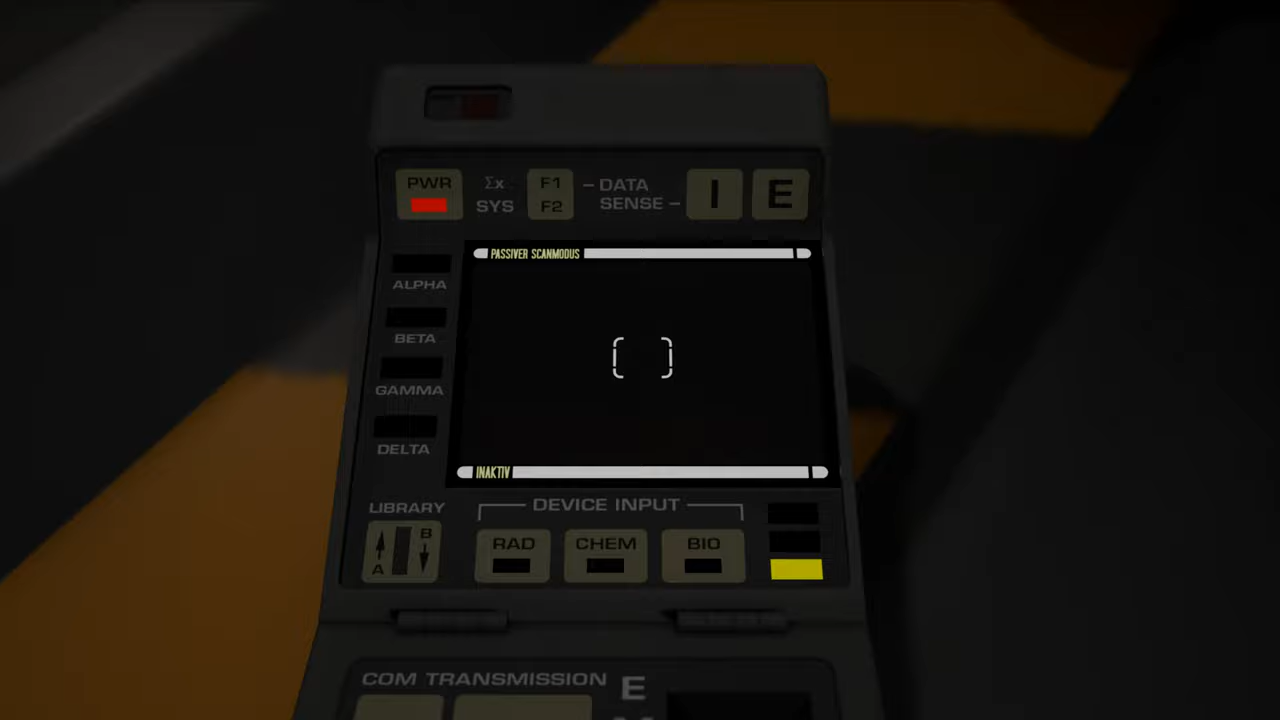 PWR
Σx
SYS
F1
F2
– DATA
SENSE –
I
E
PASSIVER SCANMODUS
ALPHA
BETA
GAMMA
DELTA
INAKTIV
LIBRARY
B
A
DEVICE INPUT
RAD
CHEM
BIO
COM TRANSMISSION
E